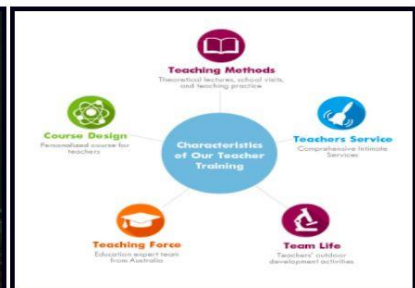 Teaching Methods
Theoretical lectures, school visits,
and teaching practice
Course Design
Personalized course for
teachers
Teachers Service
Comprehensive Intimate
Services
Characteristics
of Our Teacher
Training
Teaching Force
Education expert team
from Australia
Team Life
Teachers' outdoor
development activities